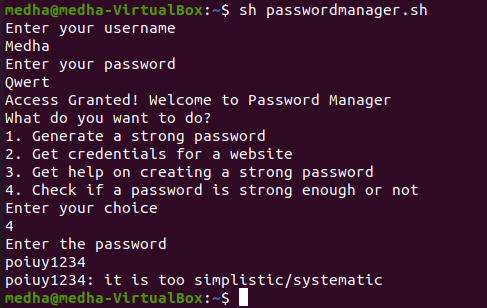 medha@medha-VirtualBox:~$ sh passwordmanager.sh
Enter your username
Medha
Enter your password
Qwert
Access Granted! Welcome to Password Manager
What do you want to do?
1. Generate a strong password
2. Get credentials for a website
3. Get help on creating a strong password
4. Check if a password is strong enough or not
Enter your choice
4
Enter the password
poiuy1234
poiuy1234: it is too simplistic/systematic
medha@medha-VirtualBox:~$